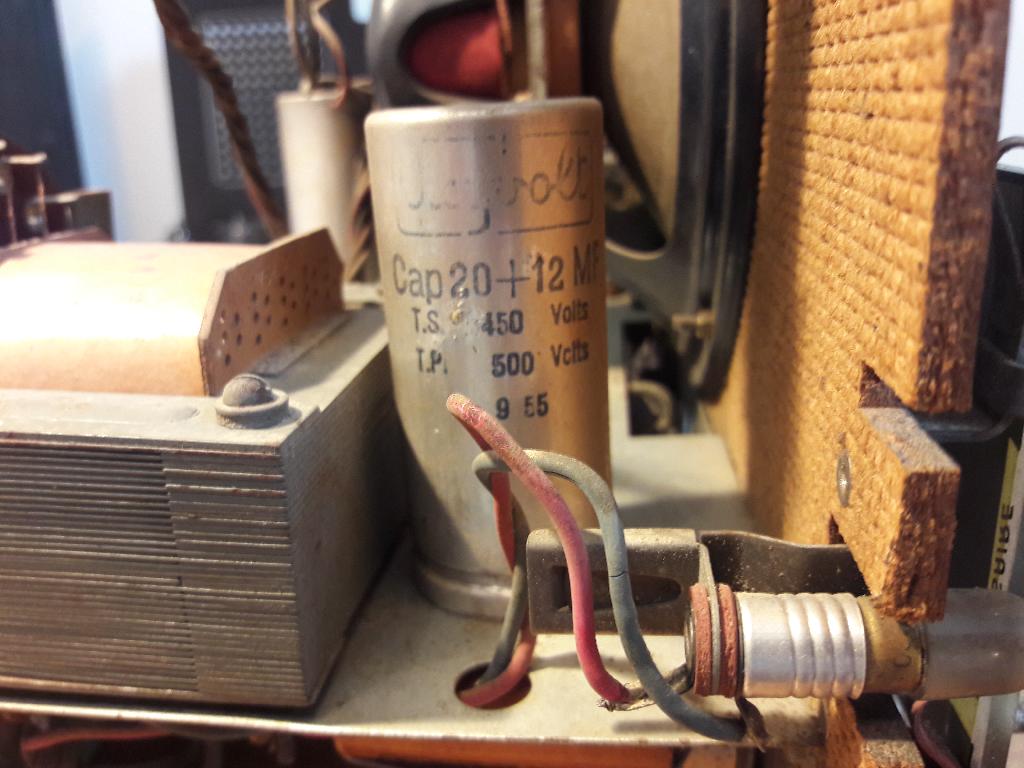 Cap 20+12 MF
T.S. 450 Volts
T.P. 500 Volts
9 55